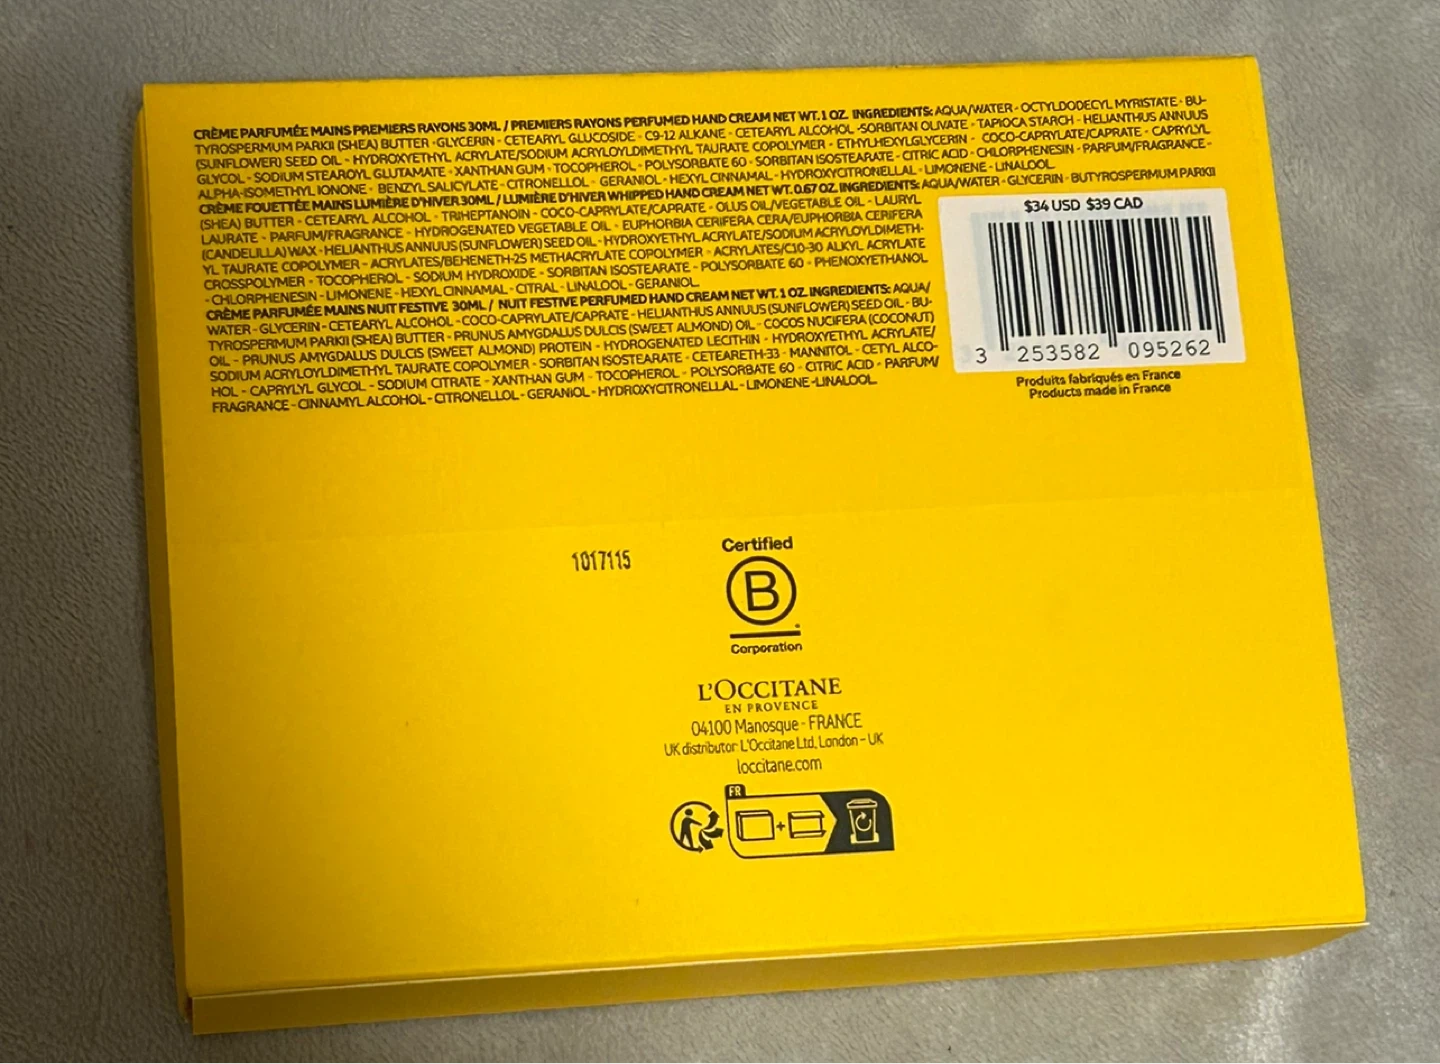 CRÈME PARFUMÉE MAINS PREMIERS RAYONS 30ML / PREMIERS RAYONS PERFUMED HAND CREAM NET WT. 1 OZ. INGREDIENTS: AQUA/WATER - OCTYLDODECYL MYRISTATE - BU-
TYROSPERMUM PARKII (SHEA) BUTTER - GLYCERIN - CETEARYL GLUCOSIDE - C9-12 ALKANE - CETEARYL ALCOHOL - SORBITAN OLIVATE - TAPIOCA STARCH - HELIANTHUS ANNUUS
(SUNFLOWER) SEED OIL - HYDROXYETHYL ACRYLATE/SODIUM ACRYLOYLDIMETHYL TAURATE COPOLYMER - ETHYLHEXYLGLYCERIN - COCO-CAPRYLATE/CAPRATE - CAPRYLYL
GLYCOL - SODIUM STEAROYL GLUTAMATE - XANTHAN GUM - TOCOPHEROL - POLYSORBATE 60 - SORBITAN ISOSTEARATE - CITRIC ACID - CHLORPHENESIN - PARFUM/FRAGRANCE -
ALPHA-ISOMETHYL IONONE - BENZYL SALICYLATE - CITRONELLOL - GERANIOL - HEXYL CINNAMAL - HYDROXYCITRONELLAL - LIMONENE - LINALOOL.
CRÈME FOUETTÉE MAINS LUMIÈRE D'HIVER 30ML / LUMIÈRE D'HIVER WHIPPED HAND CREAM NET WT. 0.67 OZ. INGREDIENTS: AQUA/WATER - GLYCERIN - BUTYROSPERMUM PARKII
(SHEA) BUTTER - CETEARYL ALCOHOL - TRIHEPTANOIN - COCO-CAPRYLATE/CAPRATE - OLUS OIL/VEGETABLE OIL - LAURYL
LAURATE - PARFUM/FRAGRANCE - HYDROGENATED VEGETABLE OIL - EUPHORBIA CERIFERA CERA/EUPHORBIA CERIFERA
(CANDELILLA) WAX - HELIANTHUS ANNUUS (SUNFLOWER) SEED OIL - HYDROXYETHYL ACRYLATE/SODIUM ACRYLOYLDIMETH-
YL TAURATE COPOLYMER - ACRYLATES/BEHENETH-25 METHACRYLATE COPOLYMER - ACRYLATES/C10-30 ALKYL ACRYLATE
CROSSPOLYMER - TOCOPHEROL - SODIUM HYDROXIDE - SORBITAN ISOSTEARATE - POLYSORBATE 60 - PHENOXYETHANOL
- CHLORPHENESIN - LIMONENE - HEXYL CINNAMAL - CITRAL - LINALOOL - GERANIOL.
CRÈME PARFUMÉE MAINS NUIT FESTIVE 30ML / NUIT FESTIVE PERFUMED HAND CREAM NET WT. 1 OZ. INGREDIENTS: AQUA/
WATER - GLYCERIN - CETEARYL ALCOHOL - COCO-CAPRYLATE/CAPRATE - HELIANTHUS ANNUUS (SUNFLOWER) SEED OIL - BU-
TYROSPERMUM PARKII (SHEA) BUTTER - PRUNUS AMYGDALUS DULCIS (SWEET ALMOND) OIL - COCOS NUCIFERA (COCONUT)
OIL - PRUNUS AMYGDALUS DULCIS (SWEET ALMOND) PROTEIN - HYDROGENATED LECITHIN - HYDROXYETHYL ACRYLATE/
SODIUM ACRYLOYLDIMETHYL TAURATE COPOLYMER - SORBITAN ISOSTEARATE - CETEARETH-33 - MANNITOL - CETYL ALCO-
HOL - CAPRYLYL GLYCOL - SODIUM CITRATE - XANTHAN GUM - TOCOPHEROL - POLYSORBATE 60 - CITRIC ACID - PARFUM/
FRAGRANCE - CINNAMYL ALCOHOL - CITRONELLOL - GERANIOL - HYDROXYCITRONELLAL - LIMONENE - LINALOOL.
$34 USD $39 CAD
3 253582 095262
Produits fabriqués en France
Products made in France
1017115
Certified
B
Corporation
L'OCCITANE
EN PROVENCE
04100 Manosque - FRANCE
UK distributor: L'Occitane Ltd, London - UK
loccitane.com
FR